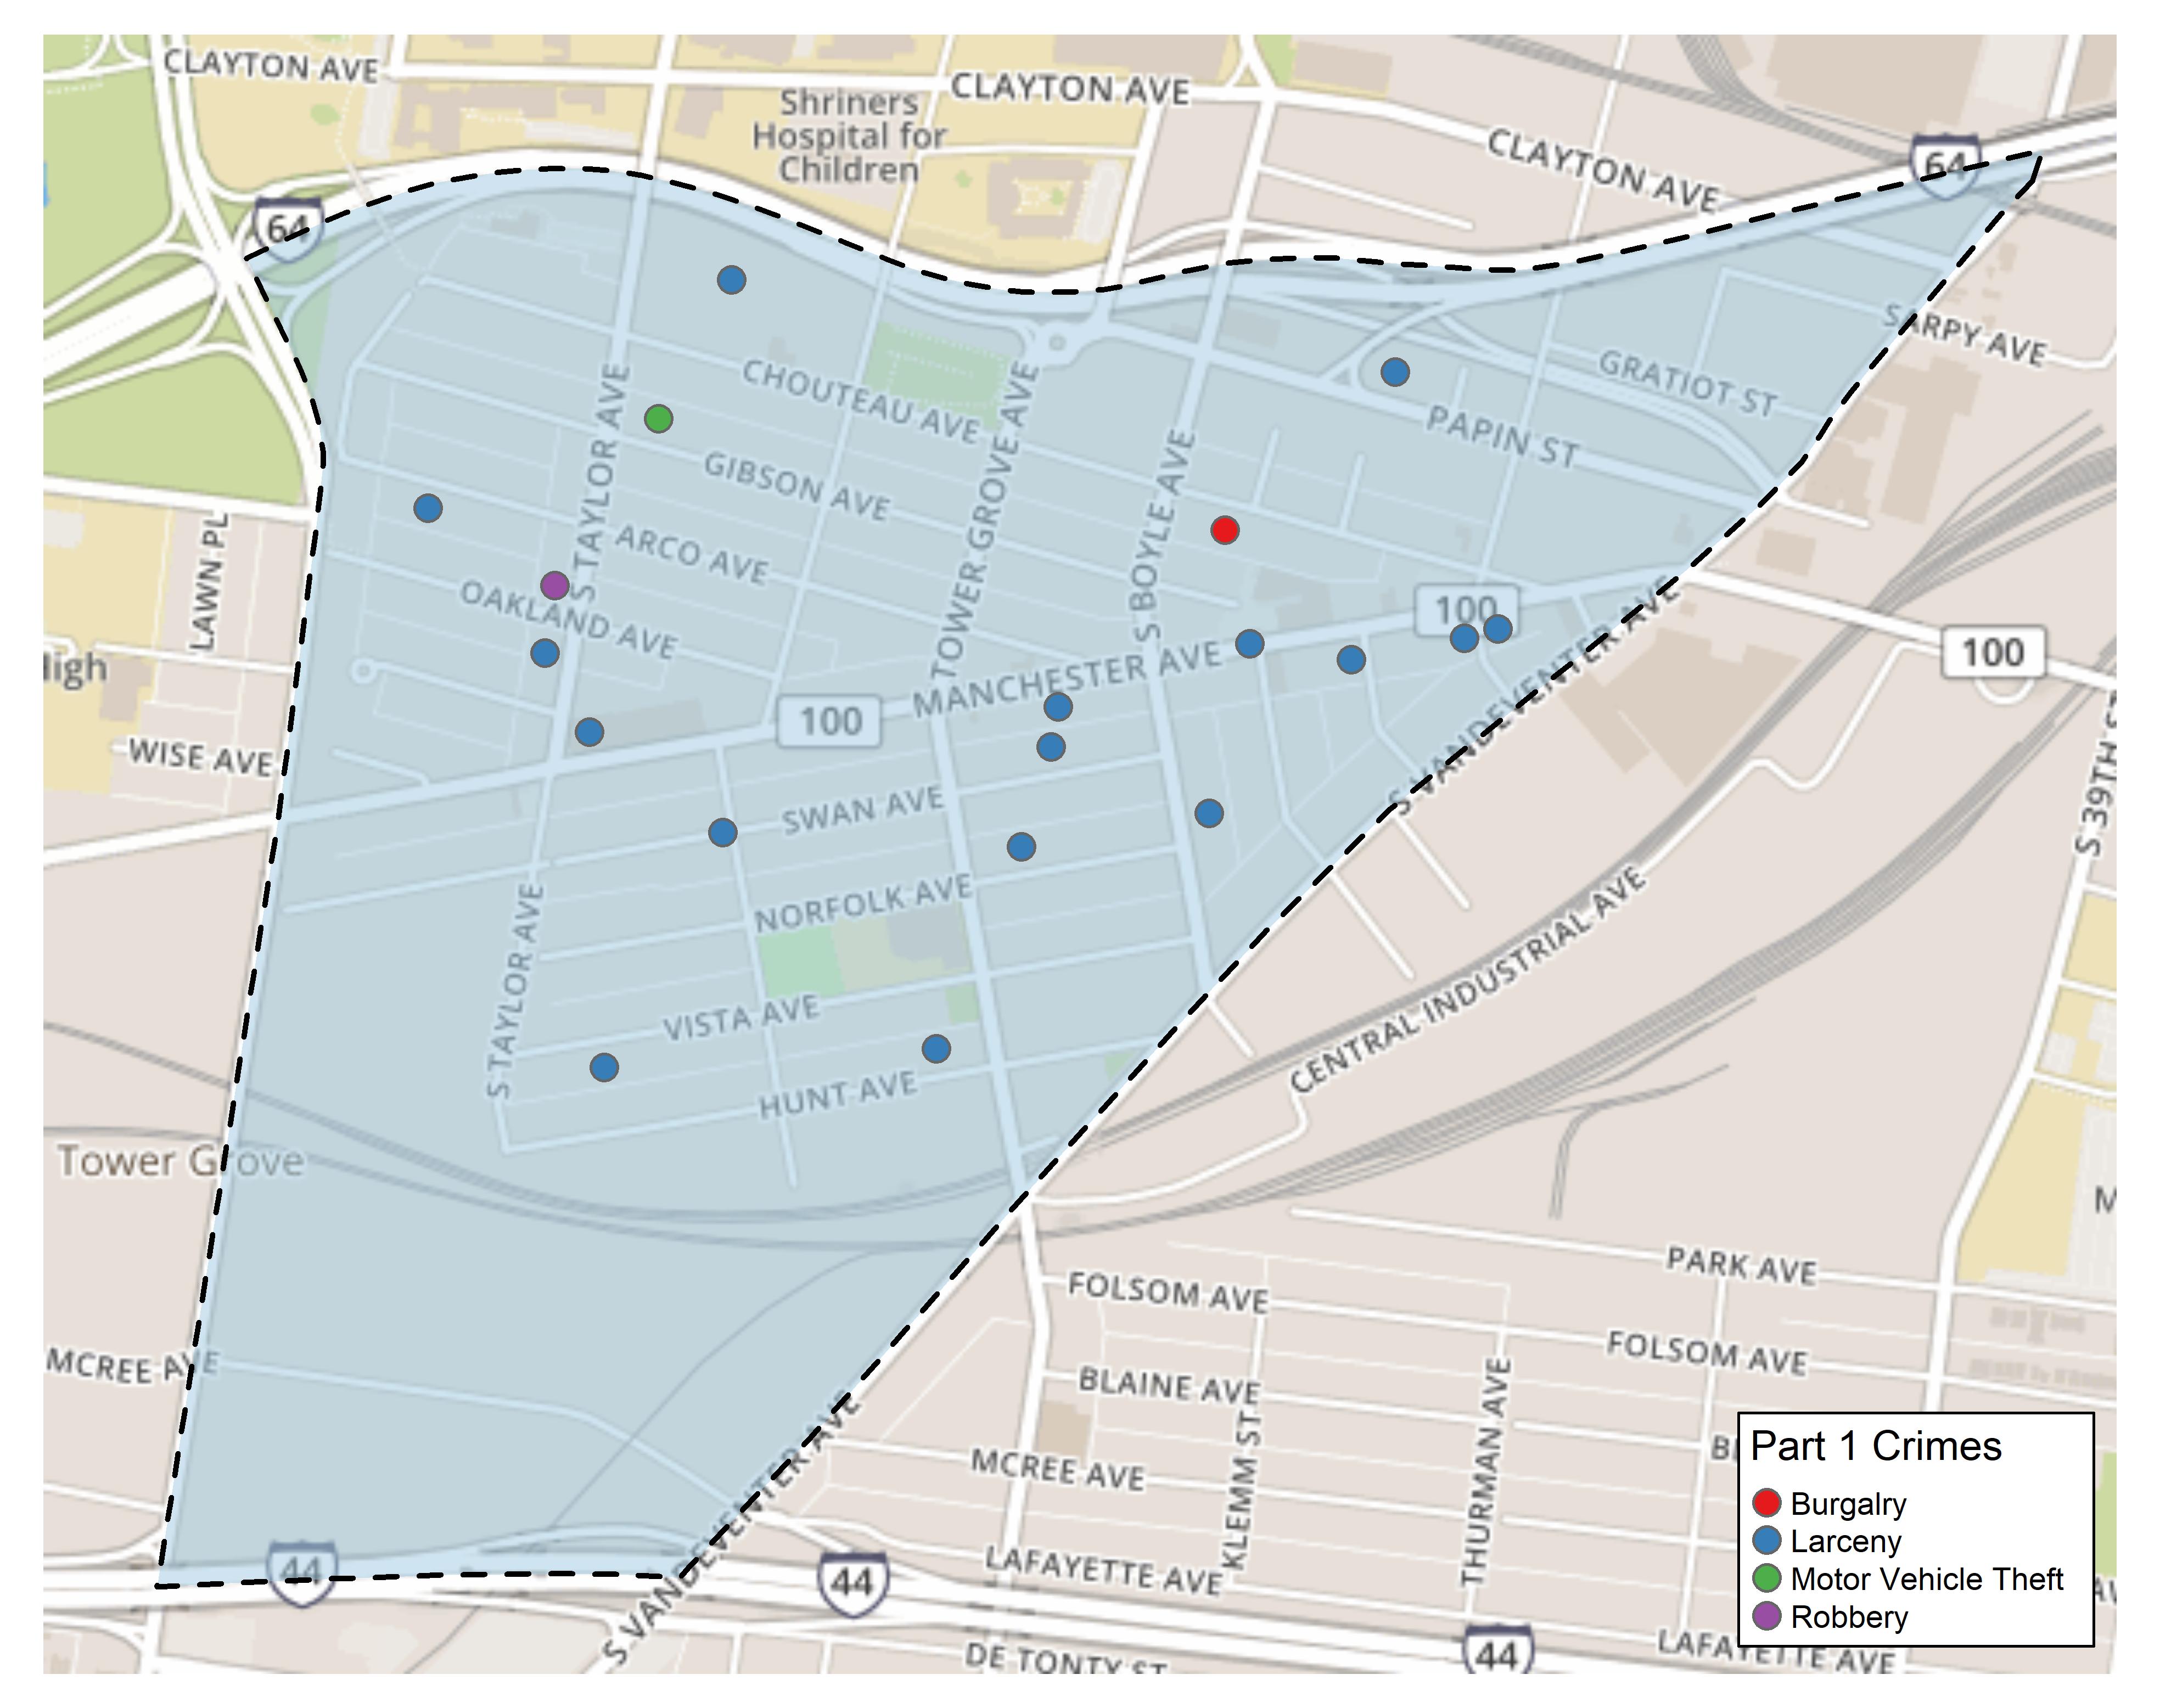 CLAYTON AVE
CLAYTON AVE
Shriners
Hospital for
Children
CLAYTON AVE
64
64
SARPY AVE
GRATIOT ST
CHOUTEAU AVE
PAPIN ST
S TAYLOR AVE
GIBSON AVE
TOWER GROVE AVE
S BOYLE AVE
ARCO AVE
LAWN PL
OAKLAND AVE
100
100
High
MANCHESTER AVE
100
S VANDEVENTER AVE
WISE AVE
SWAN AVE
S 39TH ST
NORFOLK AVE
S TAYLOR AVE
CENTRAL INDUSTRIAL AVE
VISTA AVE
HUNT AVE
Tower Grove
M
PARK AVE
FOLSOM AVE
FOLSOM AVE
MCREE AVE
BLAINE AVE
KLEMM ST
THURMAN AVE
MCREE AVE
S VANDEVENTER AVE
44
44
LAFAYETTE AVE
44
LAFAYETTE AVE
DE TONTY ST
Part 1 Crimes
Burgalry
Larceny
Motor Vehicle Theft
Robbery